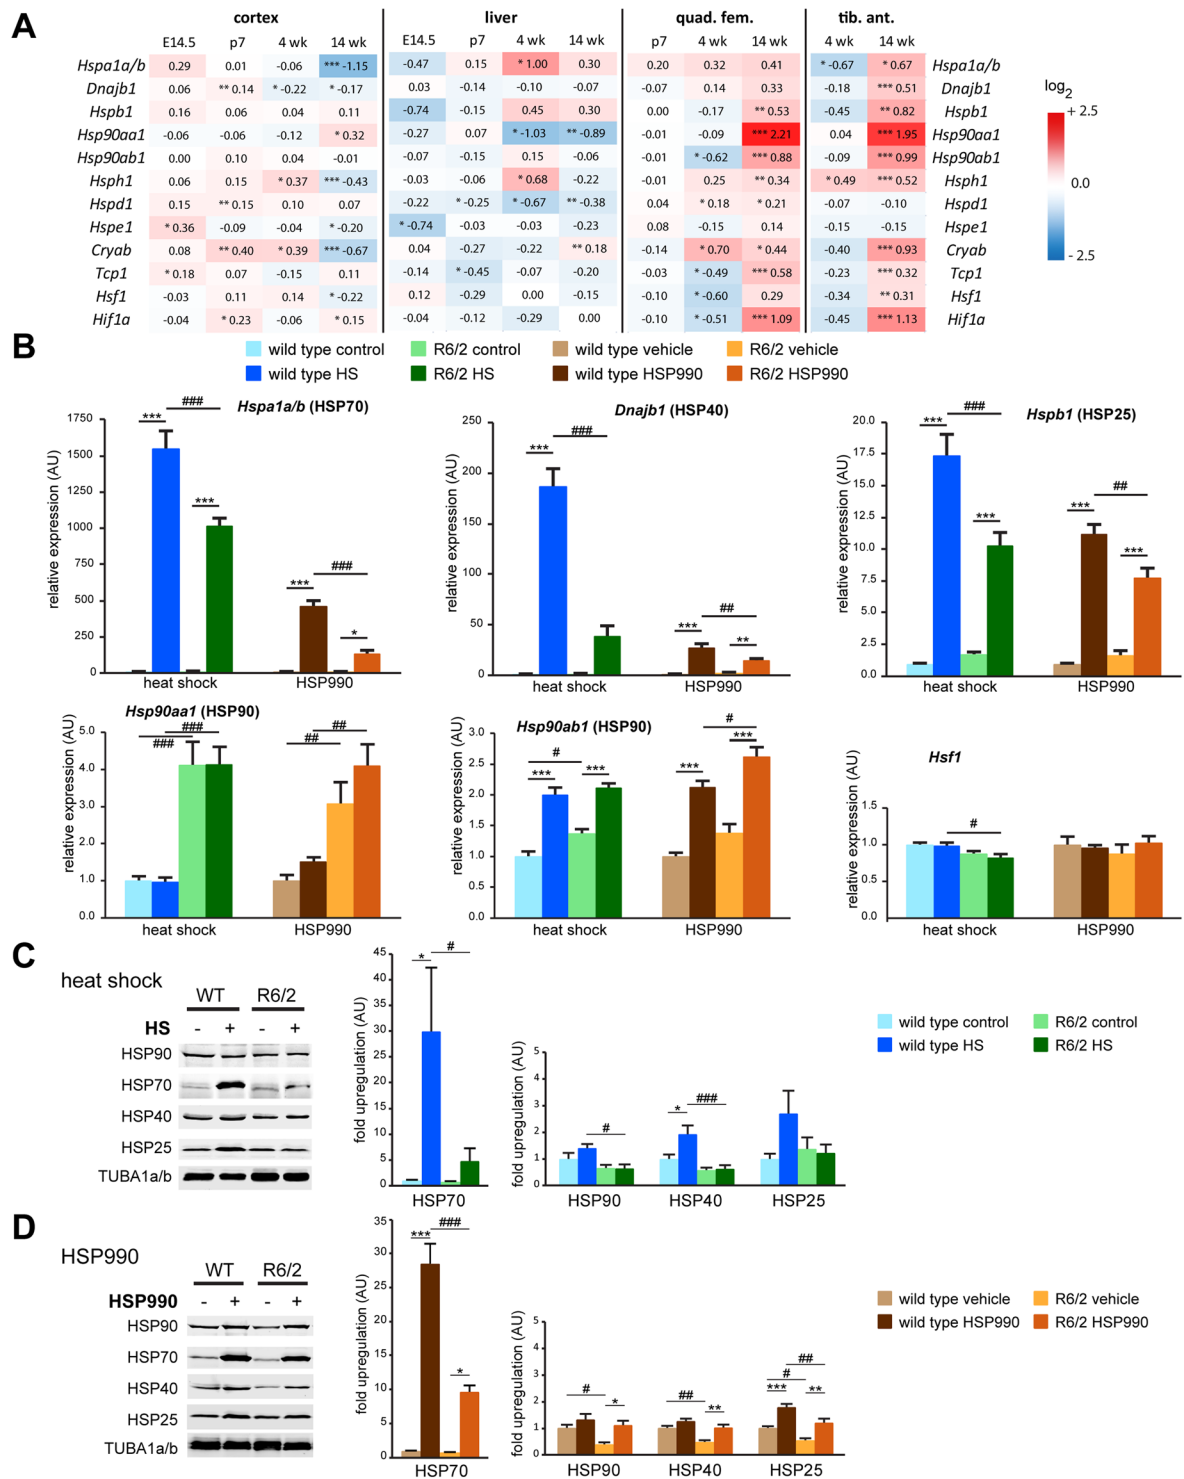 A
cortex liver quad. fem. tib. ant.
E14.5 p7 4 wk 14 wk E14.5 p7 4 wk 14 wk p7 4 wk 14 wk 4 wk 14 wk
Hspa1a/b 0.29 0.01 -0.06 *** -1.15 -0.47 0.15 * 1.00 0.30 0.20 0.32 0.41 * -0.67 * 0.67 Hspa1a/b
Dnajb1 0.06 ** 0.14 * -0.22 * -0.17 0.03 -0.14 -0.10 -0.07 -0.07 0.14 0.33 -0.18 *** 0.51 Dnajb1
Hspb1 0.16 0.06 0.04 0.11 -0.74 -0.15 0.45 0.30 0.00 -0.17 ** 0.53 -0.45 ** 0.82 Hspb1
Hsp90aa1 -0.06 -0.06 -0.12 * 0.32 -0.27 0.07 * -1.03 ** -0.89 -0.01 -0.09 *** 2.21 0.04 *** 1.95 Hsp90aa1
Hsp90ab1 0.00 0.10 0.04 -0.01 -0.07 -0.15 0.15 -0.06 -0.01 * -0.62 *** 0.88 -0.09 *** 0.99 Hsp90ab1
Hsph1 0.06 0.15 * 0.37 *** -0.43 -0.03 -0.06 * 0.68 -0.22 -0.01 0.25 ** 0.34 * 0.49 *** 0.52 Hsph1
Hspd1 0.15 ** 0.15 0.10 0.07 -0.22 * -0.25 * -0.67 ** -0.38 0.04 * 0.18 * 0.21 -0.07 -0.10 Hspd1
Hspe1 * 0.36 -0.09 -0.04 * -0.20 * -0.74 -0.03 -0.03 -0.23 0.08 -0.15 0.14 -0.15 -0.01 Hspe1
Cryab 0.08 ** 0.40 * 0.39 *** -0.67 0.04 -0.27 -0.22 ** 0.18 -0.14 * 0.70 * 0.44 -0.40 *** 0.93 Cryab
Tcp1 * 0.18 0.07 -0.15 0.11 -0.14 * -0.45 -0.07 -0.20 -0.03 * -0.49 *** 0.58 -0.23 *** 0.32 Tcp1
Hsf1 -0.03 0.11 0.14 * -0.22 0.12 -0.29 0.00 -0.15 -0.10 * -0.60 0.29 -0.34 ** 0.31 Hsf1
Hif1a -0.04 * 0.23 -0.06 * 0.15 -0.04 -0.12 -0.29 0.00 -0.10 * -0.51 *** 1.09 -0.45 *** 1.13 Hif1a
log2
+ 2.5
0.0
- 2.5
B
wild type control R6/2 control wild type vehicle R6/2 vehicle
wild type HS R6/2 HS wild type HSP990 R6/2 HSP990
Hspa1a/b (HSP70)
relative expression (AU)
1750
1500
1250
1000
750
500
250
0
*** ### *** *** ### *
heat shock HSP990
Dnajb1 (HSP40)
relative expression (AU)
250
200
150
100
50
0
*** ### *** ## **
heat shock HSP990
Hspb1 (HSP25)
relative expression (AU)
20.0
17.5
15.0
12.5
10.0
7.5
5.0
2.5
0.0
*** ### *** *** ## ***
heat shock HSP990
Hsp90aa1 (HSP90)
relative expression (AU)
5.0
4.0
3.0
2.0
1.0
0.0
### ### ## ##
heat shock HSP990
Hsp90ab1 (HSP90)
relative expression (AU)
3.0
2.5
2.0
1.5
1.0
0.5
0.0
# *** *** *** # ***
heat shock HSP990
Hsf1
relative expression (AU)
1.5
1.0
0.5
0.0
#
heat shock HSP990
C
heat shock
WT R6/2
HS - + - +
HSP90
HSP70
HSP40
HSP25
TUBA1a/b
fold upregulation (AU)
45
40
35
30
25
20
15
10
5
0
* #
HSP70
fold upregulation (AU)
5
4
3
2
1
0
# * ###
HSP90 HSP40 HSP25
wild type control R6/2 control
wild type HS R6/2 HS
D
HSP990
WT R6/2
HSP990 - + - +
HSP90
HSP70
HSP40
HSP25
TUBA1a/b
fold upregulation (AU)
35
30
25
20
15
10
5
0
*** ### *
HSP70
fold upregulation (AU)
5
4
3
2
1
0
# * ## ** *** # ## **
HSP90 HSP40 HSP25
wild type vehicle R6/2 vehicle
wild type HSP990 R6/2 HSP990